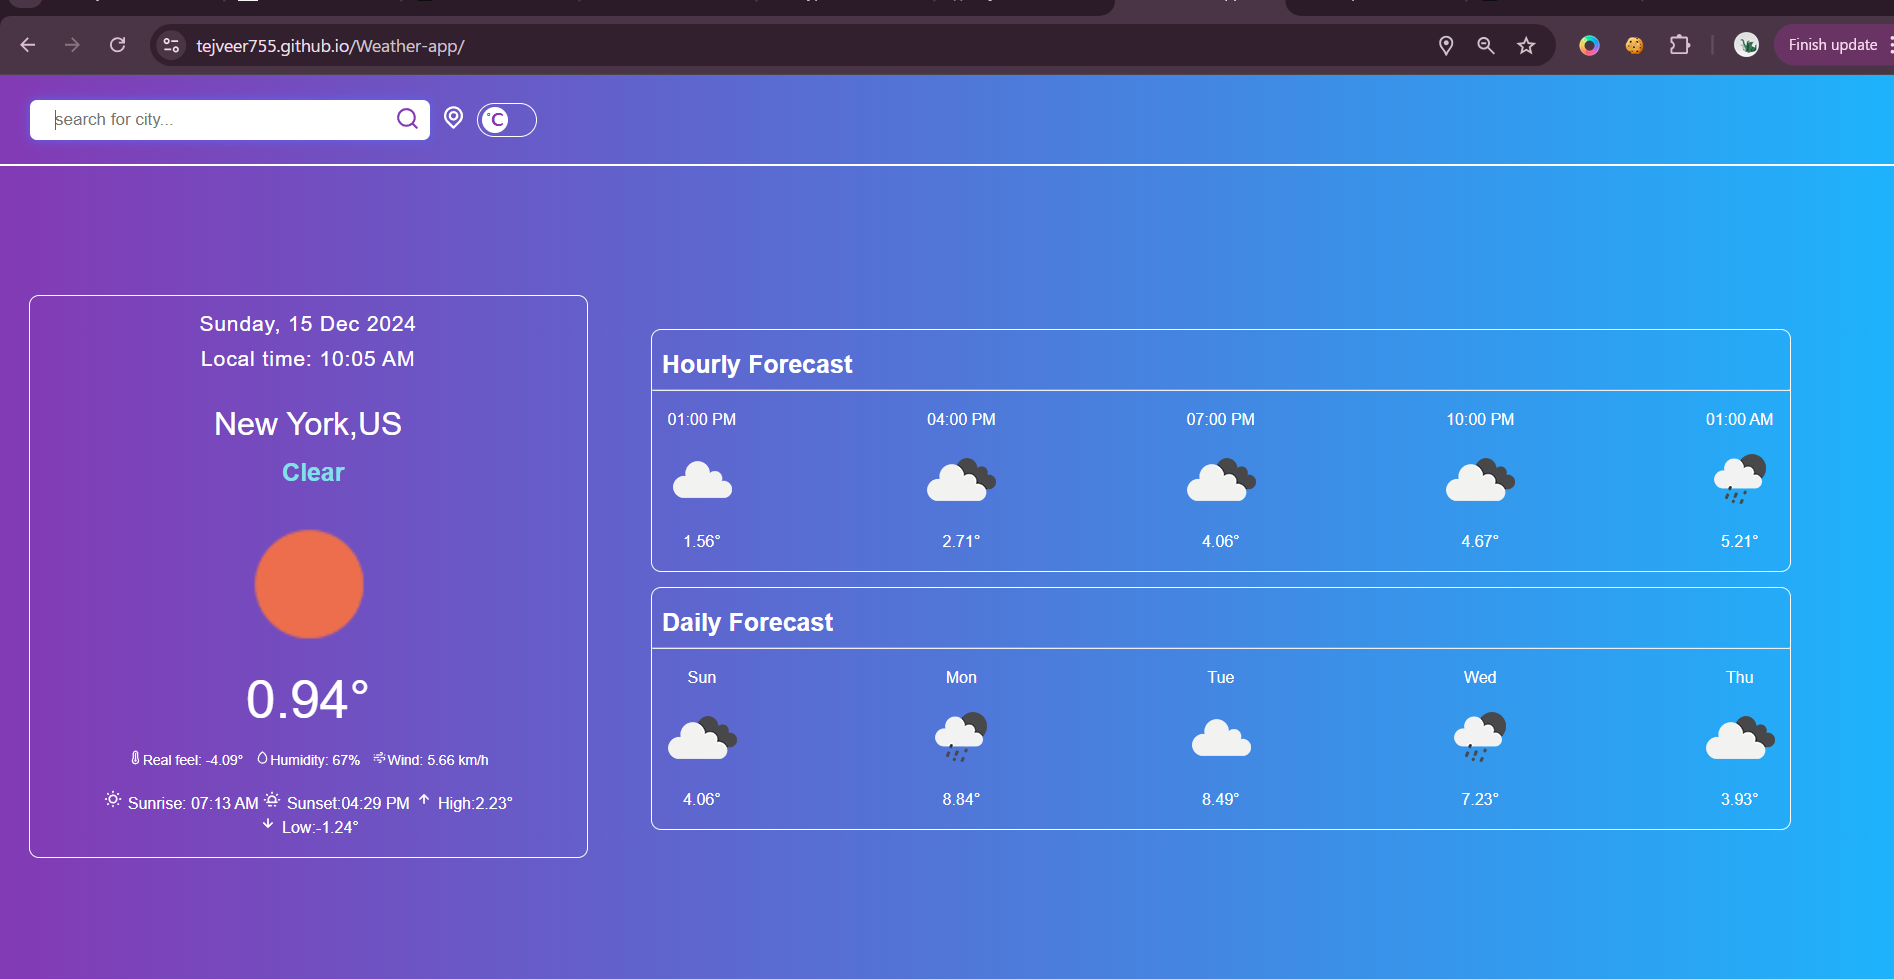 tejveer755.github.io/Weather-app/
Finish update
search for city...
°C
Sunday, 15 Dec 2024
Local time: 10:05 AM
New York,US
Clear
0.94°
Real feel: -4.09° Humidity: 67% Wind: 5.66 km/h
Sunrise: 07:13 AM Sunset:04:29 PM High:2.23°
Low:-1.24°
Hourly Forecast
01:00 PM 04:00 PM 07:00 PM 10:00 PM 01:00 AM
1.56° 2.71° 4.06° 4.67° 5.21°
Daily Forecast
Sun Mon Tue Wed Thu
4.06° 8.84° 8.49° 7.23° 3.93°